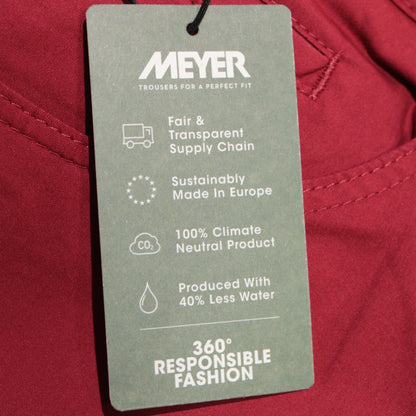 MEYER
TROUSERS FOR A PERFECT FIT
Fair &
Transparent
Supply Chain
Sustainably
Made In Europe
CO2
100% Climate
Neutral Product
Produced With
40% Less Water
360°
RESPONSIBLE
FASHION